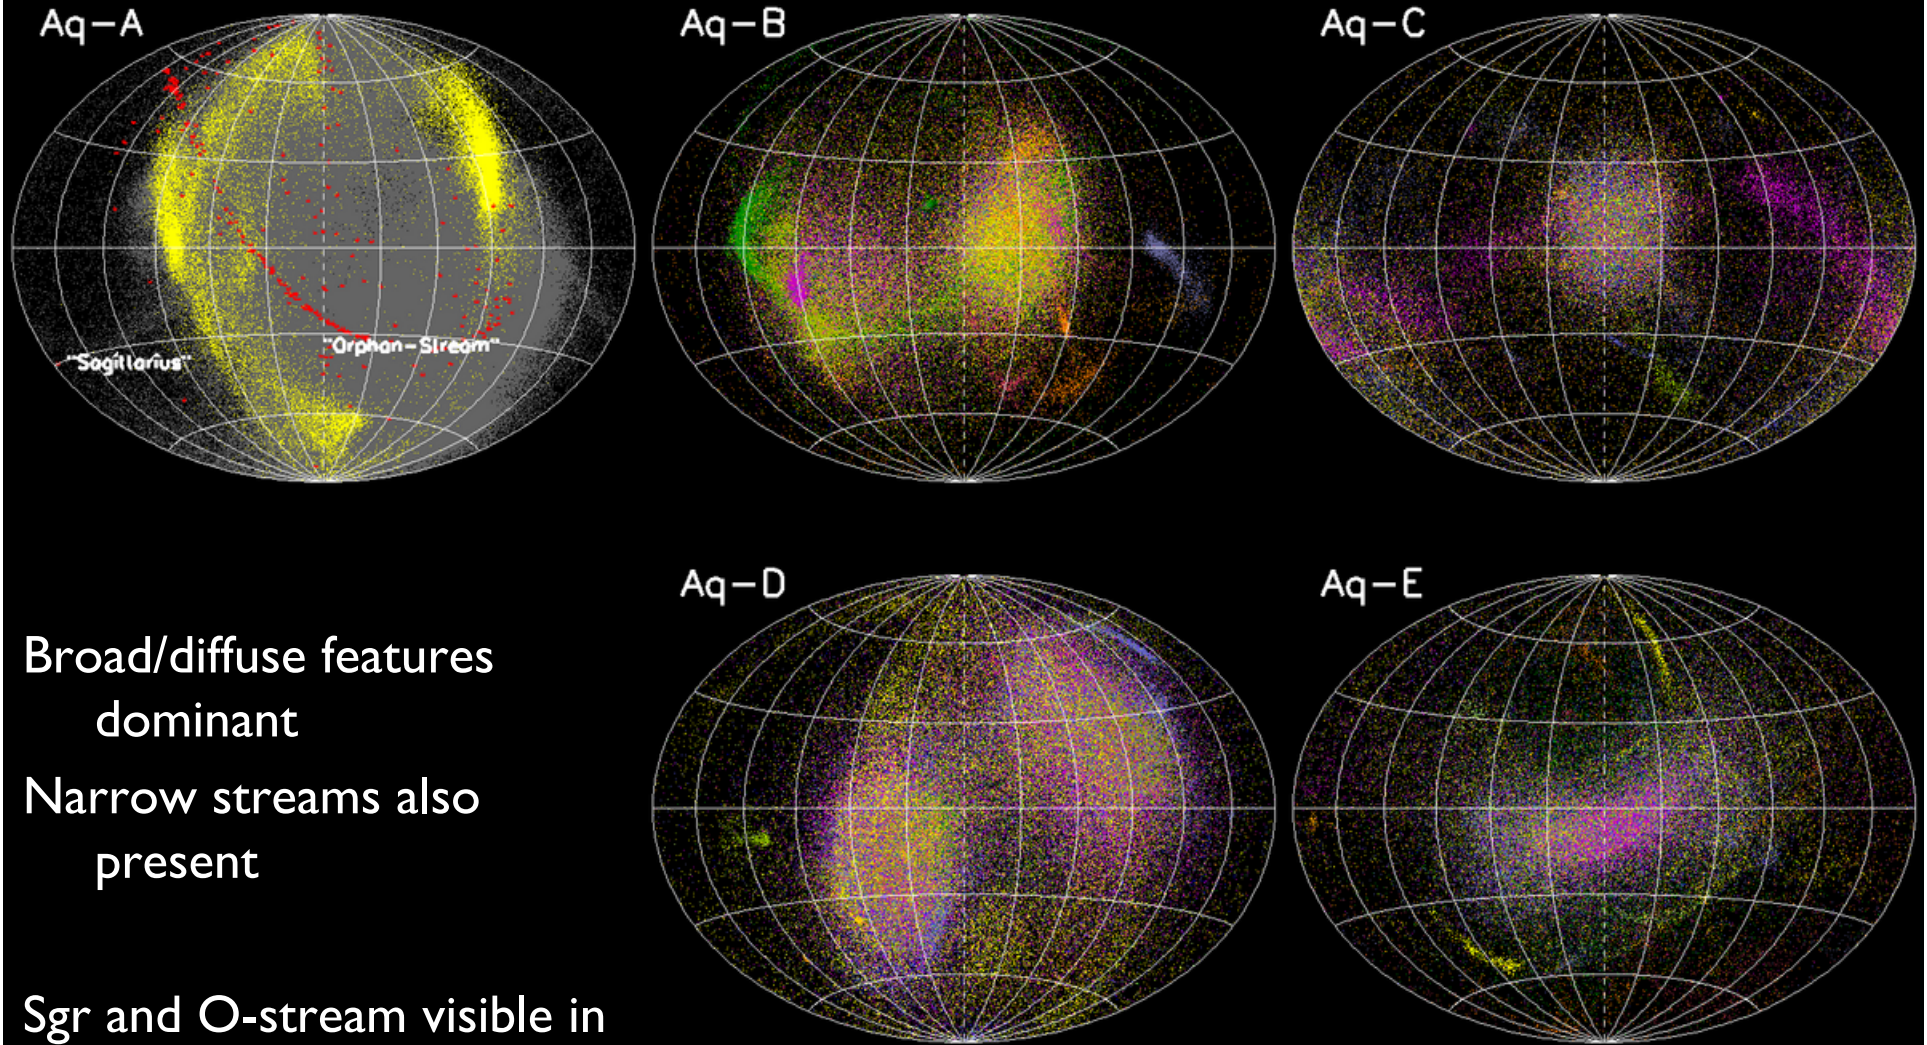 Aq-A
Aq-B
Aq-C
"Sagittarius"
"Orphan-Stream"
Aq-D
Aq-E
Broad/diffuse features
dominant
Narrow streams also
present
Sgr and O-stream visible in